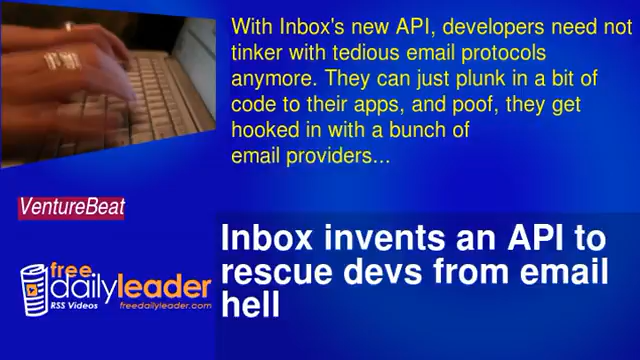 With Inbox's new API, developers need not
tinker with tedious email protocols
anymore. They can just plunk in a bit of
code to their apps, and poof, they get
hooked in with a bunch of
email providers...
VentureBeat
Inbox invents an API to
rescue devs from email
hell
free
dailyleader
RSS Videos freedailyleader.com